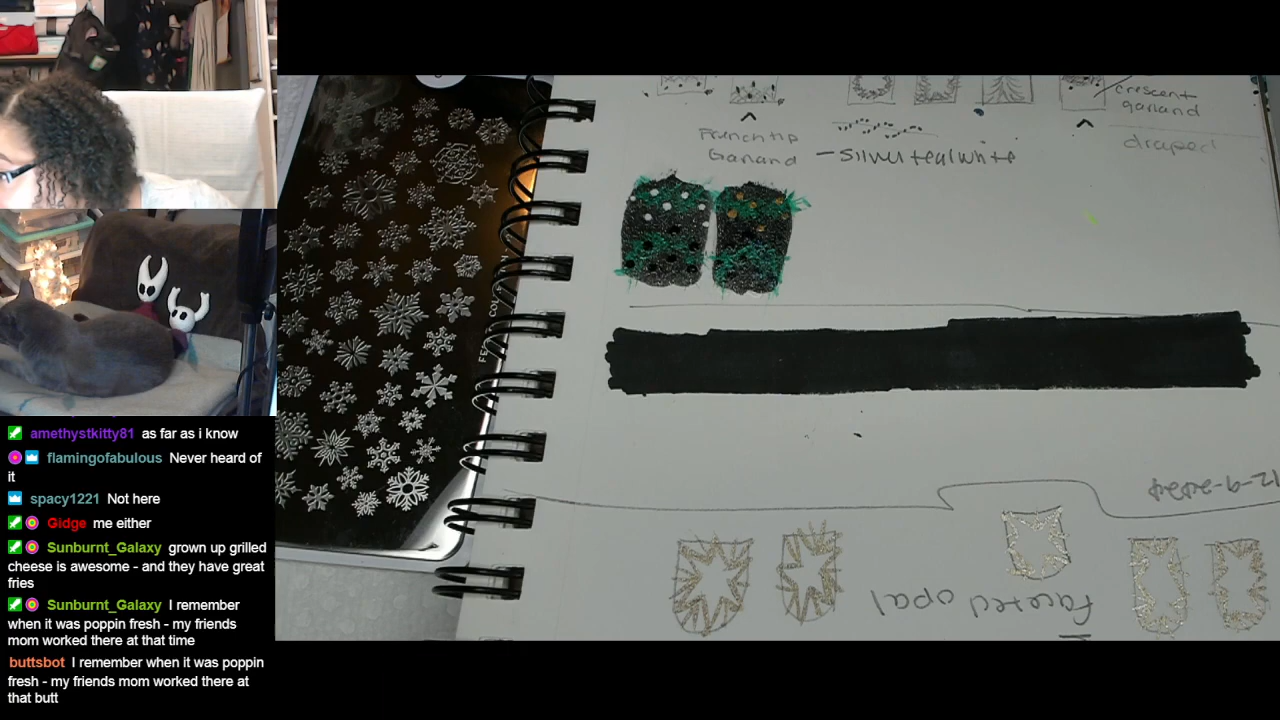 amethystkitty81 as far as i know
flamingofabulous Never heard of
it
spacy1221 Not here
Gidge me either
Sunburnt_Galaxy grown up grilled
cheese is awesome - and they have great
fries
Sunburnt_Galaxy I remember
when it was poppin fresh - my friends
mom worked there at that time
buttsbot I remember when it was poppin
fresh - my friends mom worked there at
that butt
crescent
garland
draped
French tip
Garland
-silver teal white
faceted opal